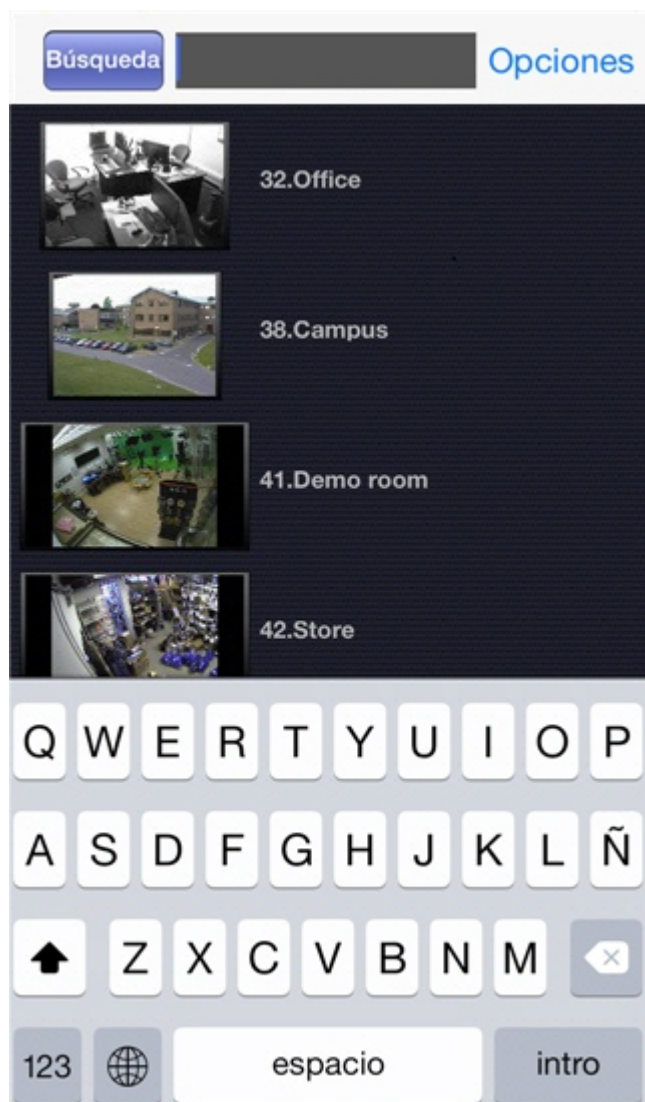 Búsqueda Opciones
32.Office
38.Campus
41.Demo room
42.Store
Q W E R T Y U I O P
A S D F G H J K L Ñ
Z X C V B N M
123 espacio intro